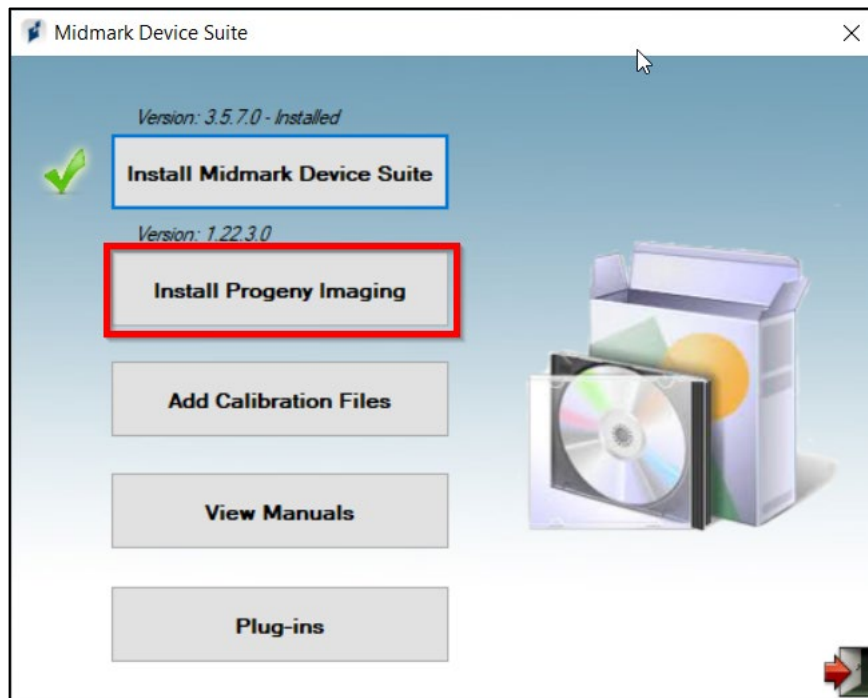 Midmark Device Suite
Version: 3.5.7.0 - Installed
Install Midmark Device Suite
Version: 1.22.3.0
Install Progeny Imaging
Add Calibration Files
View Manuals
Plug-ins